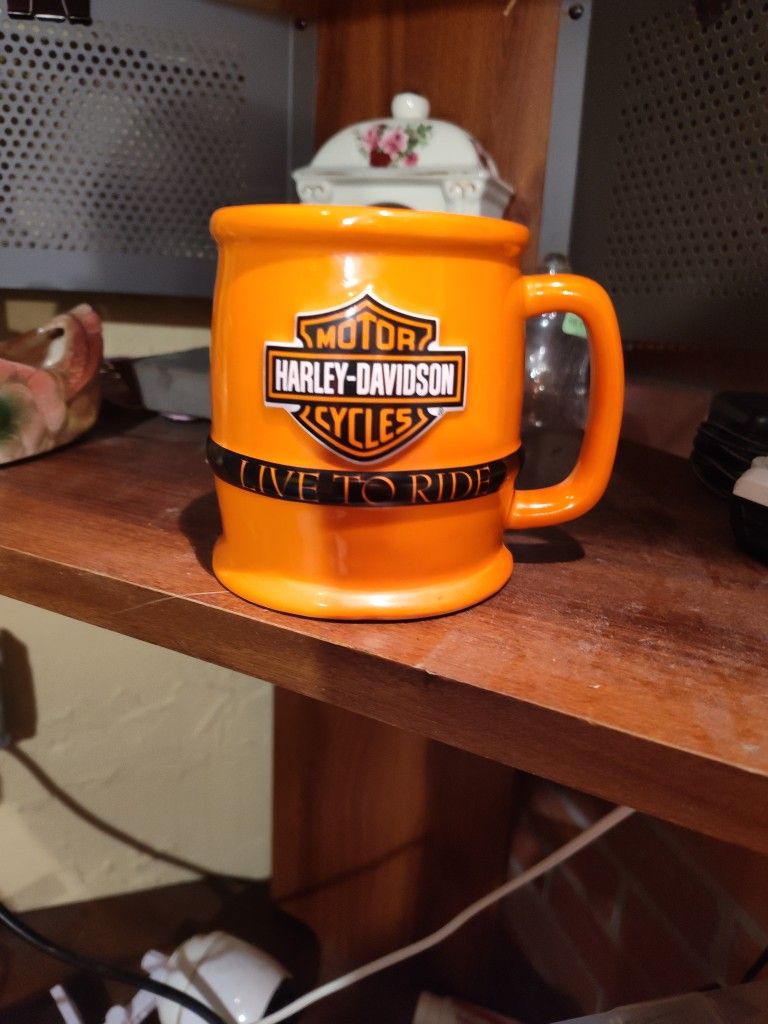 MOTOR
HARLEY-DAVIDSON
CYCLES
®
LIVE TO RIDE